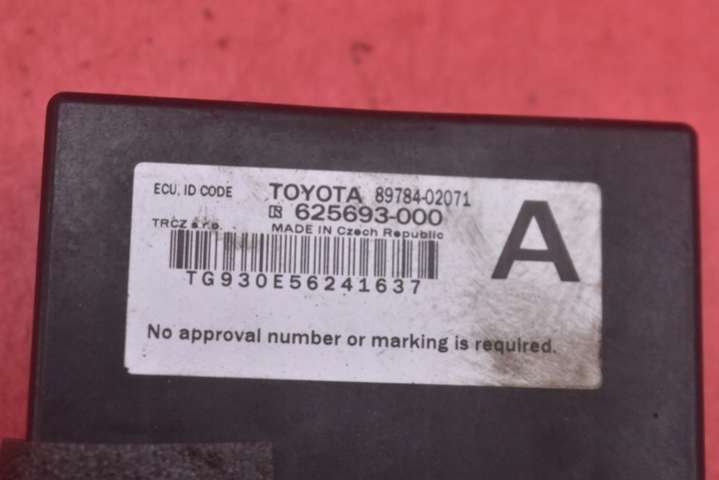 ECU. ID CODE TOYOTA 89784-02071
625693-000
TRCZ s.r.o. MADE IN Czech Republic
A
TG930E56241637
No approval number or marking is required.